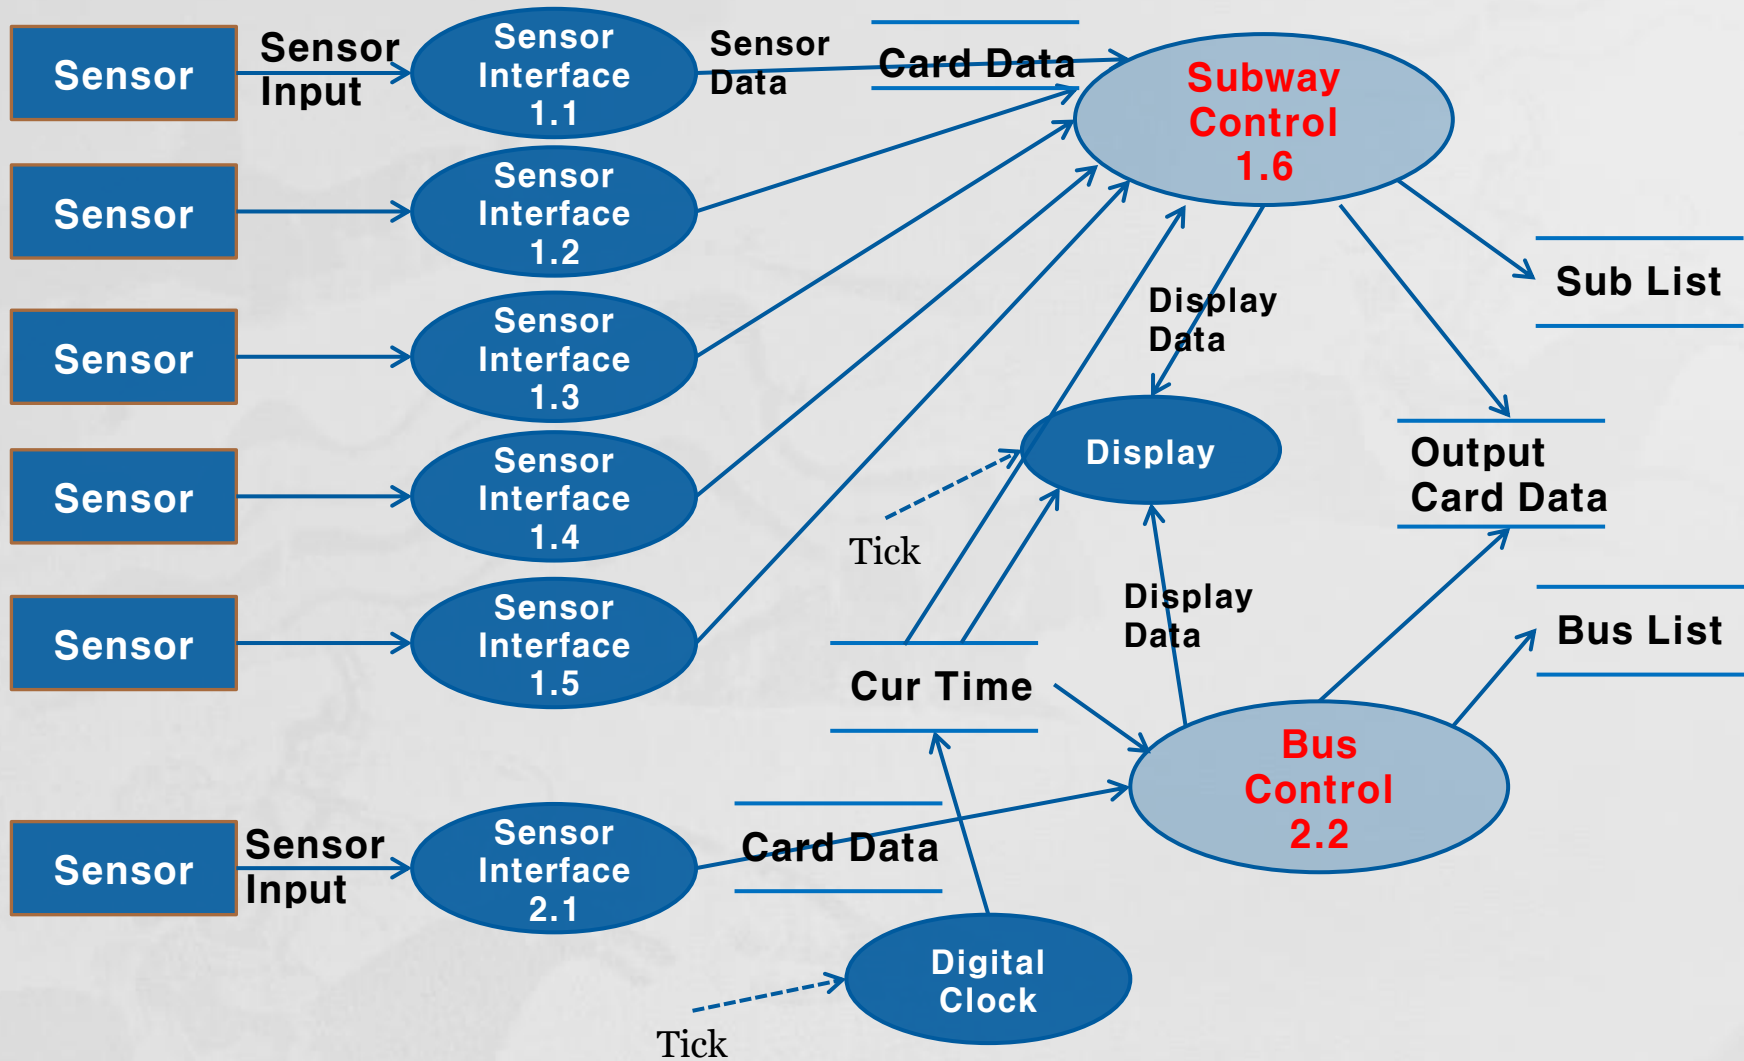 Sensor
Sensor
Input
Sensor
Interface
1.1
Sensor
Data
Card Data
Subway
Control
1.6
Sensor
Sensor
Interface
1.2
Sensor
Sensor
Interface
1.3
Display
Data
Sub List
Sensor
Sensor
Interface
1.4
Tick
Display
Output
Card Data
Sensor
Sensor
Interface
1.5
Cur Time
Display
Data
Bus List
Sensor
Sensor
Input
Sensor
Interface
2.1
Card Data
Bus
Control
2.2
Digital
Clock
Tick